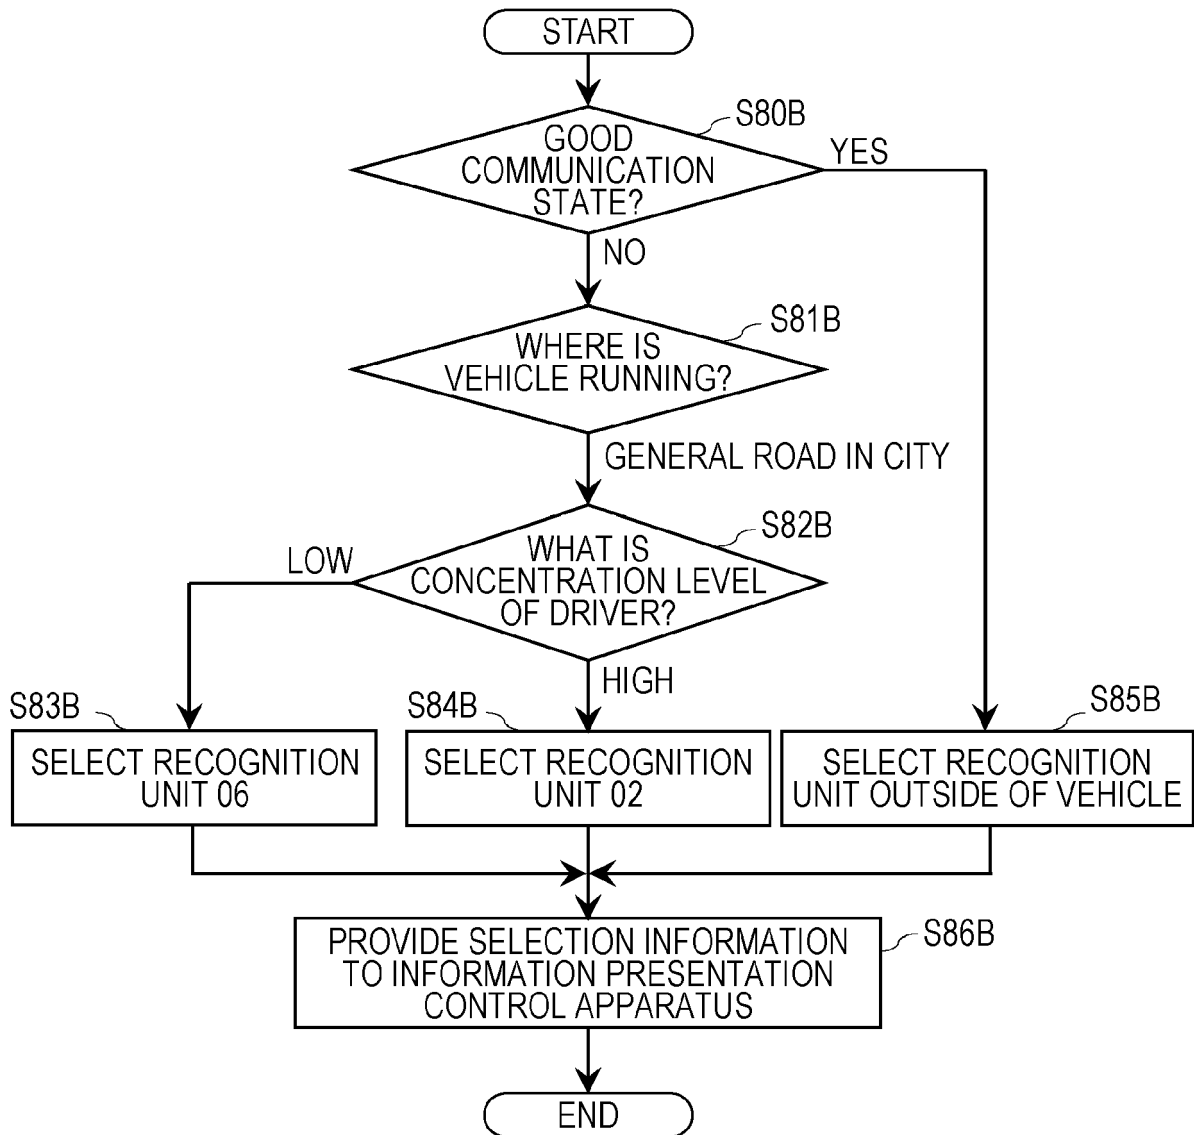 START
S80B
GOOD
COMMUNICATION
STATE?
YES
NO
S81B
WHERE IS
VEHICLE RUNNING?
GENERAL ROAD IN CITY
S82B
WHAT IS
CONCENTRATION LEVEL
OF DRIVER?
LOW
HIGH
S83B
SELECT RECOGNITION
UNIT 06
S84B
SELECT RECOGNITION
UNIT 02
S85B
SELECT RECOGNITION
UNIT OUTSIDE OF VEHICLE
S86B
PROVIDE SELECTION INFORMATION
TO INFORMATION PRESENTATION
CONTROL APPARATUS
END